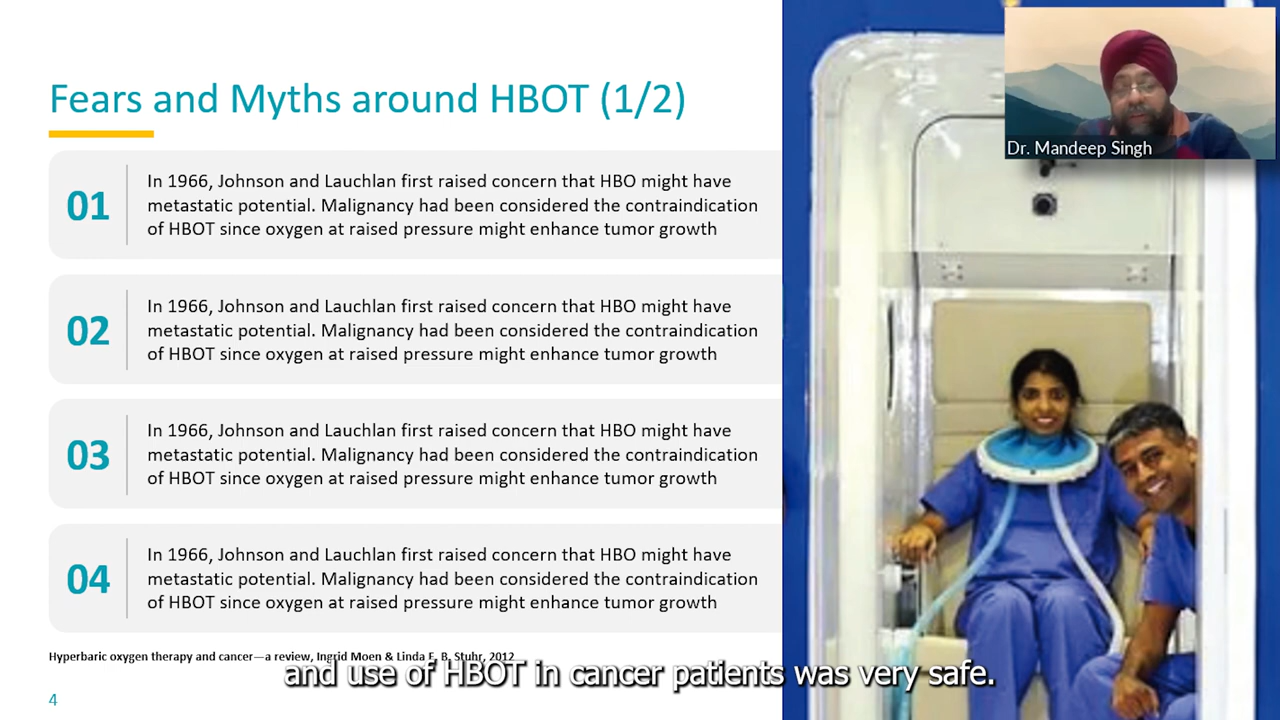 Fears and Myths around HBOT (1/2)
01
In 1966, Johnson and Lauchlan first raised concern that HBO might have
metastatic potential. Malignancy had been considered the contraindication
of HBOT since oxygen at raised pressure might enhance tumor growth
02
In 1966, Johnson and Lauchlan first raised concern that HBO might have
metastatic potential. Malignancy had been considered the contraindication
of HBOT since oxygen at raised pressure might enhance tumor growth
03
In 1966, Johnson and Lauchlan first raised concern that HBO might have
metastatic potential. Malignancy had been considered the contraindication
of HBOT since oxygen at raised pressure might enhance tumor growth
04
In 1966, Johnson and Lauchlan first raised concern that HBO might have
metastatic potential. Malignancy had been considered the contraindication
of HBOT since oxygen at raised pressure might enhance tumor growth
Hyperbaric oxygen therapy and cancer—a review, Ingrid Moen & Linda E. B. Stuhr, 2012
4
Dr. Mandeep Singh
and use of HBOT in cancer patients was very safe.